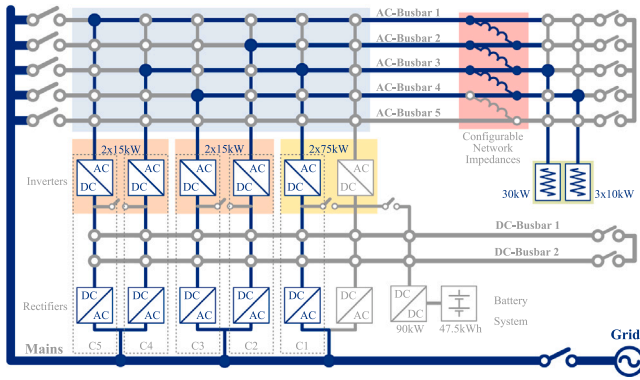 AC-Busbar 1
AC-Busbar 2
AC-Busbar 3
AC-Busbar 4
AC-Busbar 5
Configurable
Network
Impedances
2x15kW
2x15kW
2x75kW
Inverters
AC DC
AC DC
AC DC
AC DC
AC DC
AC DC
30kW
3x10kW
DC-Busbar 1
DC-Busbar 2
Rectifiers
DC AC
DC AC
DC AC
DC AC
DC AC
DC AC
DC DC
Battery
System
90kW
47.5kWh
Mains
C5
C4
C3
C2
C1
Grid